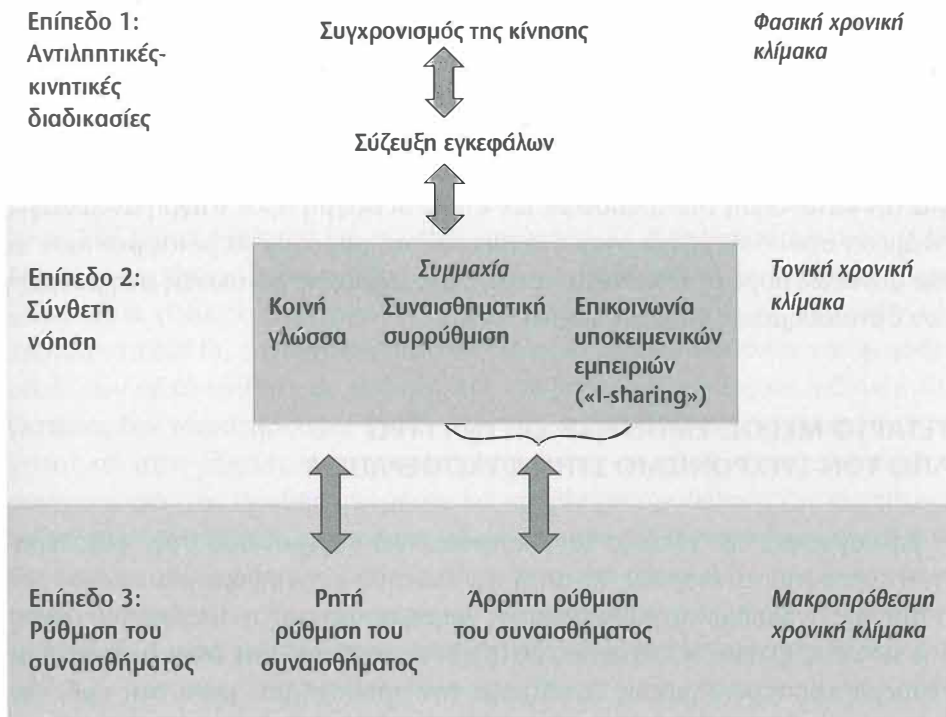 Επίπεδο 1:
Αντιληπτικές-
κινητικές
διαδικασίες
Συγχρονισμός της κίνησης
Φασική χρονική
κλίμακα
Σύζευξη εγκεφάλων
Επίπεδο 2:
Σύνθετη
νόηση
Συμμαχία
Κοινή
γλώσσα
Συναισθηματική
συρρύθμιση
Επικοινωνία
υποκειμενικών
εμπειριών
(«I-sharing»)
Τονική χρονική
κλίμακα
Επίπεδο 3:
Ρύθμιση του
συναισθήματος
Ρητή
ρύθμιση του
συναισθήματος
Άρρητη ρύθμιση
του συναισθήματος
Μακροπρόθεσμη
χρονική κλίμακα